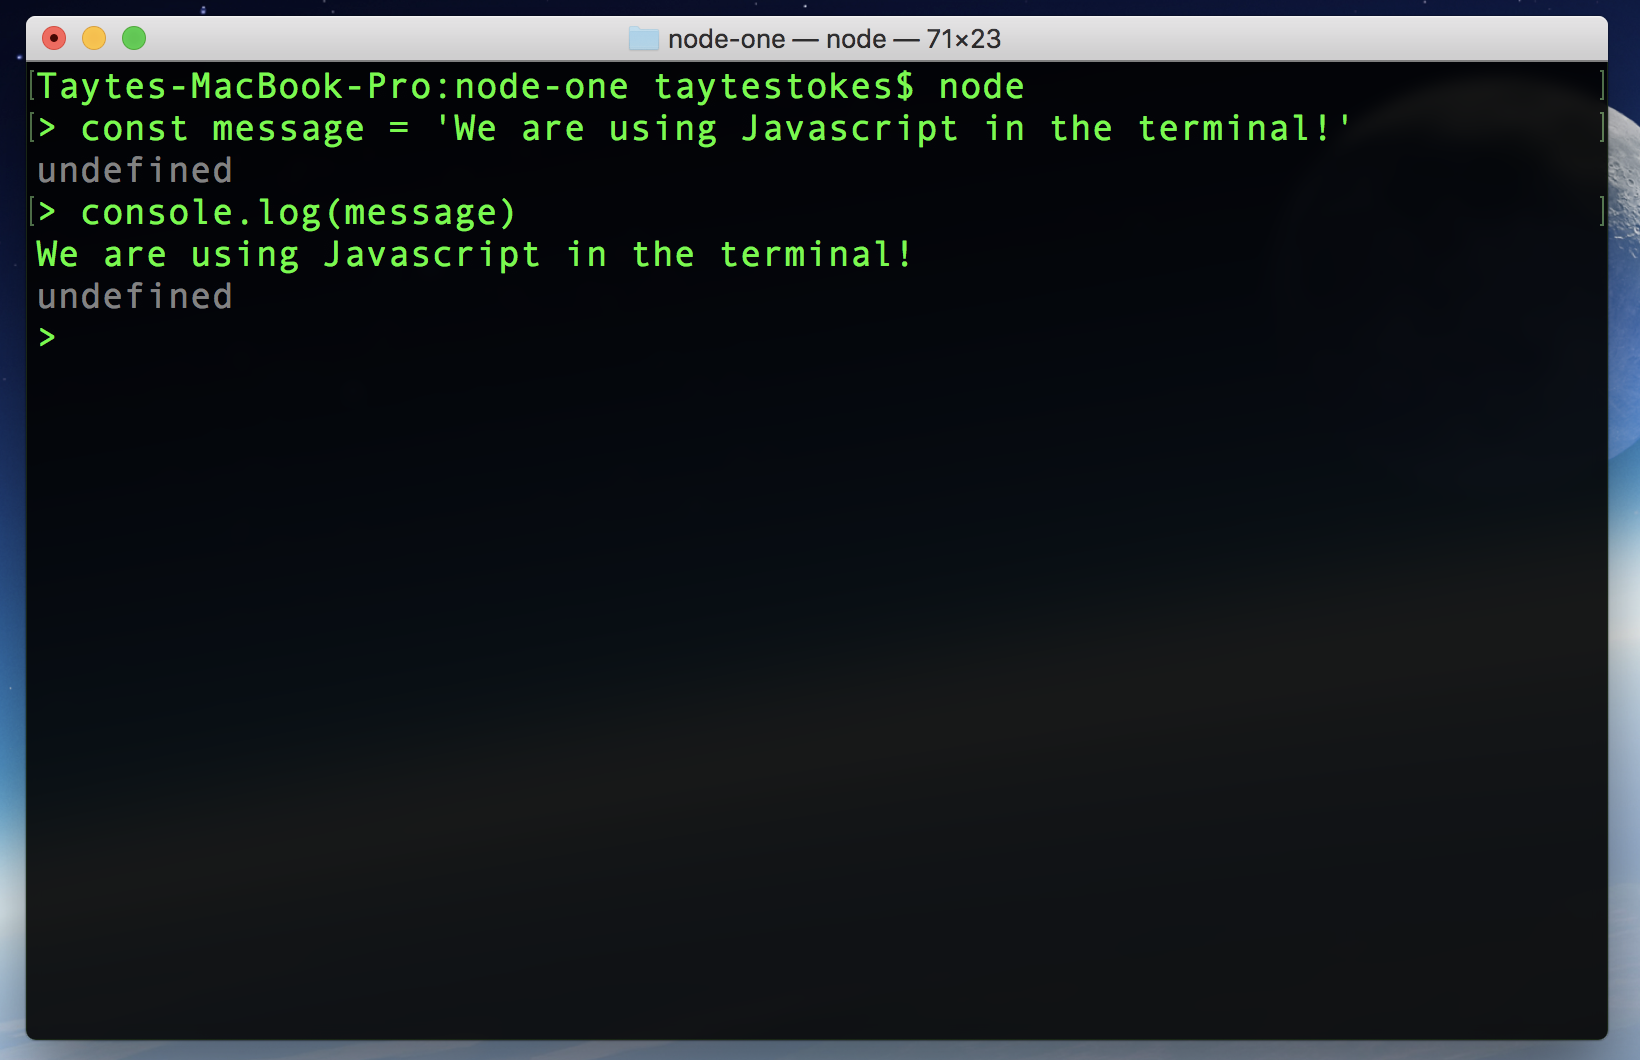 node-one — node — 71×23
[Taytes-MacBook-Pro:node-one taytestokes$ node ]
[> const message = 'We are using Javascript in the terminal!' ]
undefined
[> console.log(message) ]
We are using Javascript in the terminal!
undefined
>